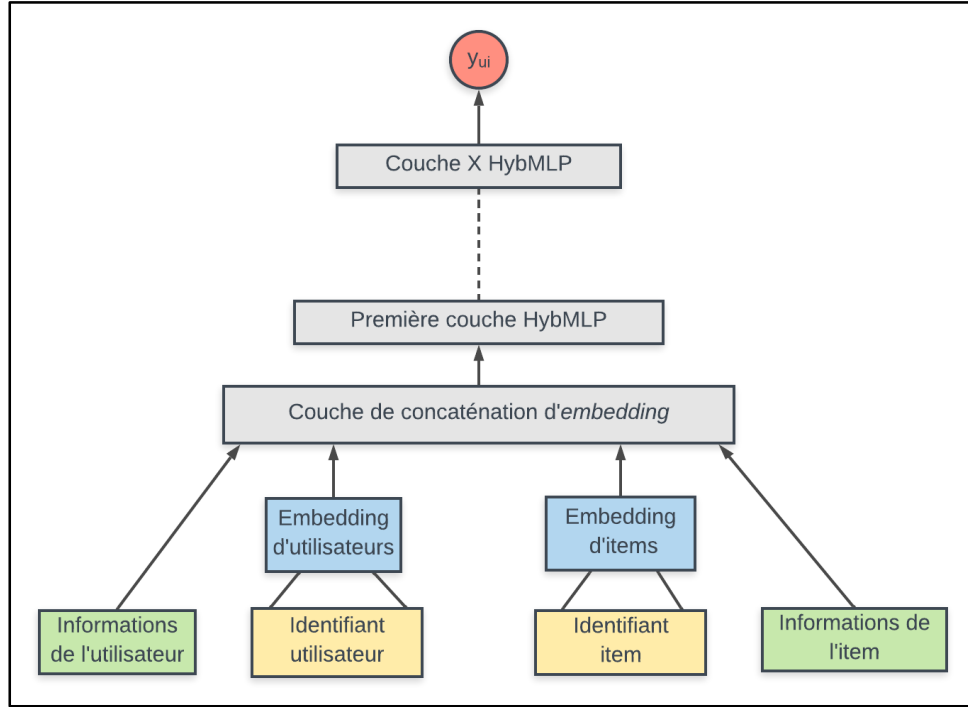 yui
Couche X HybMLP
Première couche HybMLP
Couche de concaténation d'embedding
Embedding
d'utilisateurs
Embedding
d'items
Informations
de l'utilisateur
Identifiant
utilisateur
Identifiant
item
Informations de
l'item